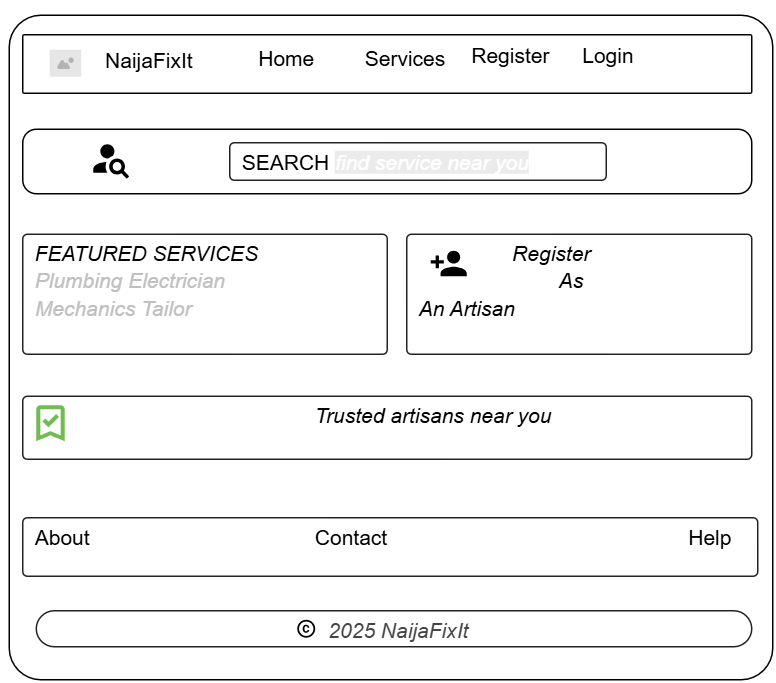 NaijaFixIt Home Services Register Login
SEARCH find service near you
FEATURED SERVICES
Plumbing Electrician
Mechanics Tailor
Register
As
An Artisan
Trusted artisans near you
About Contact Help
© 2025 NaijaFixIt